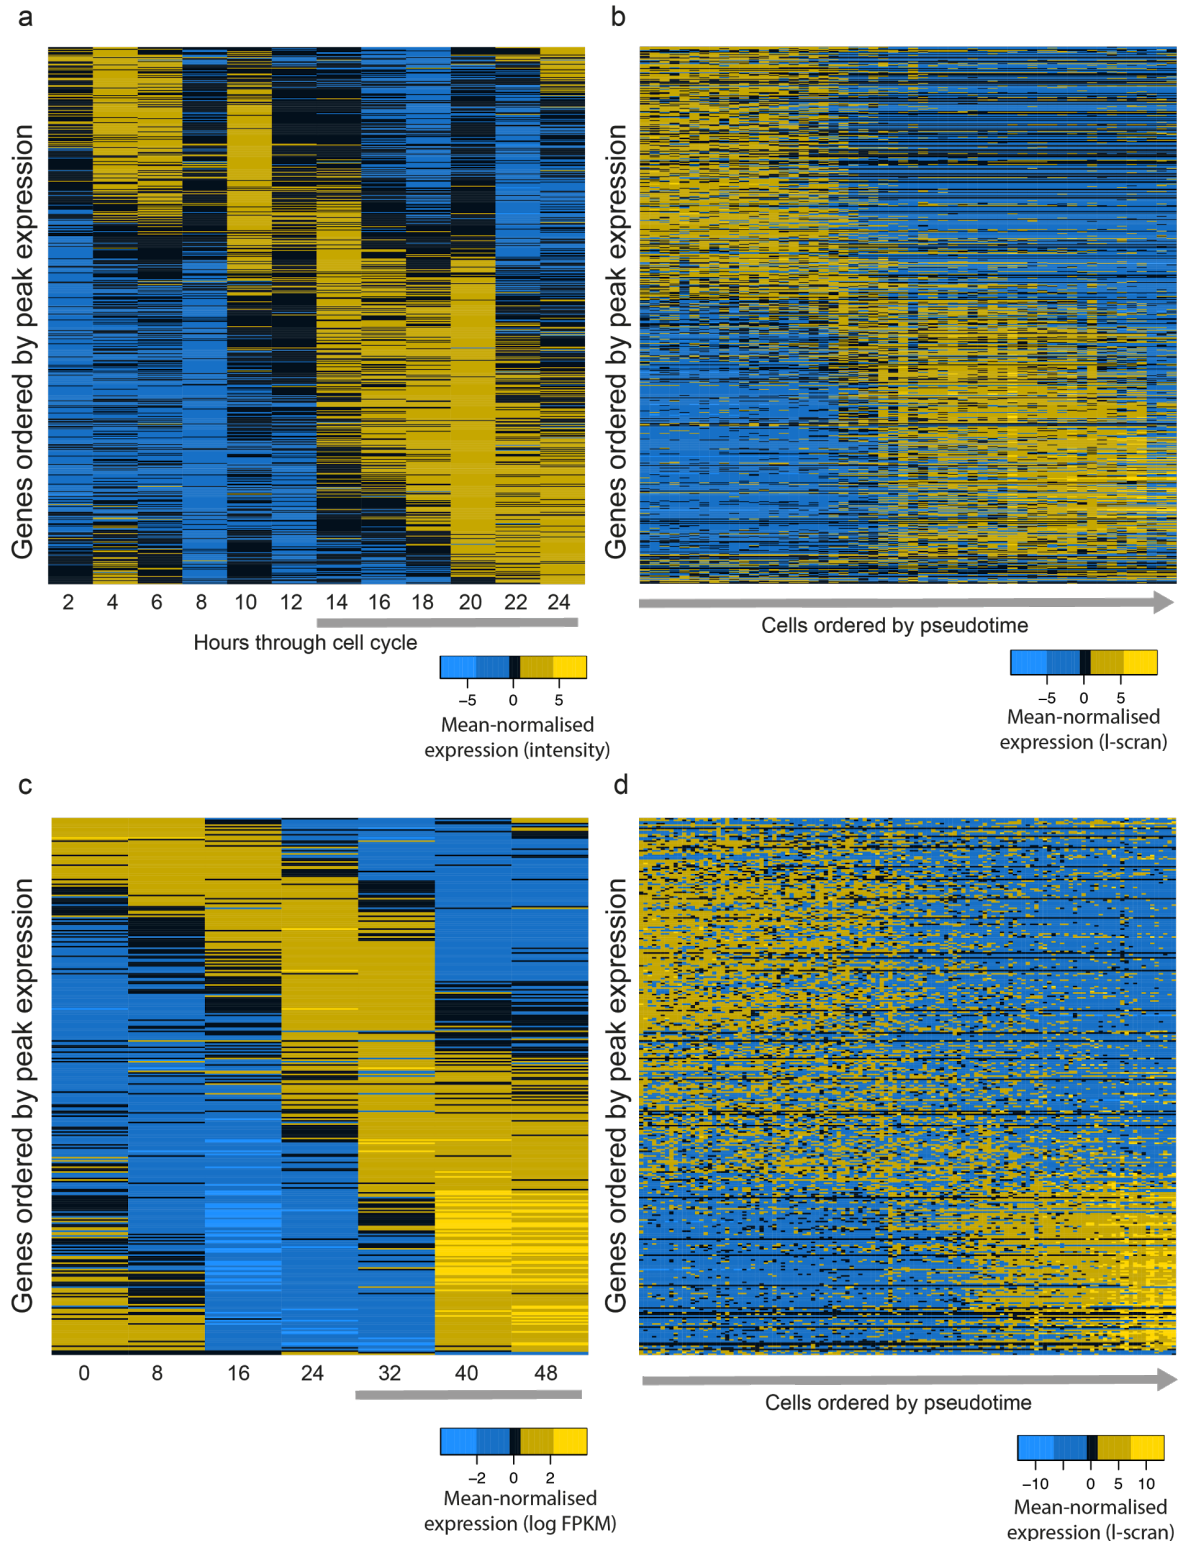 a
b
Genes ordered by peak expression
Genes ordered by peak expression
2 4 6 8 10 12 14 16 18 20 22 24
Hours through cell cycle
Cells ordered by pseudotime
−5 0 5
Mean-normalised
expression (intensity)
−5 0 5
Mean-normalised
expression (l-scran)
c
d
Genes ordered by peak expression
Genes ordered by peak expression
0 8 16 24 32 40 48
Cells ordered by pseudotime
−2 0 2
Mean-normalised
expression (log FPKM)
−10 0 5 10
Mean-normalised
expression (l-scran)